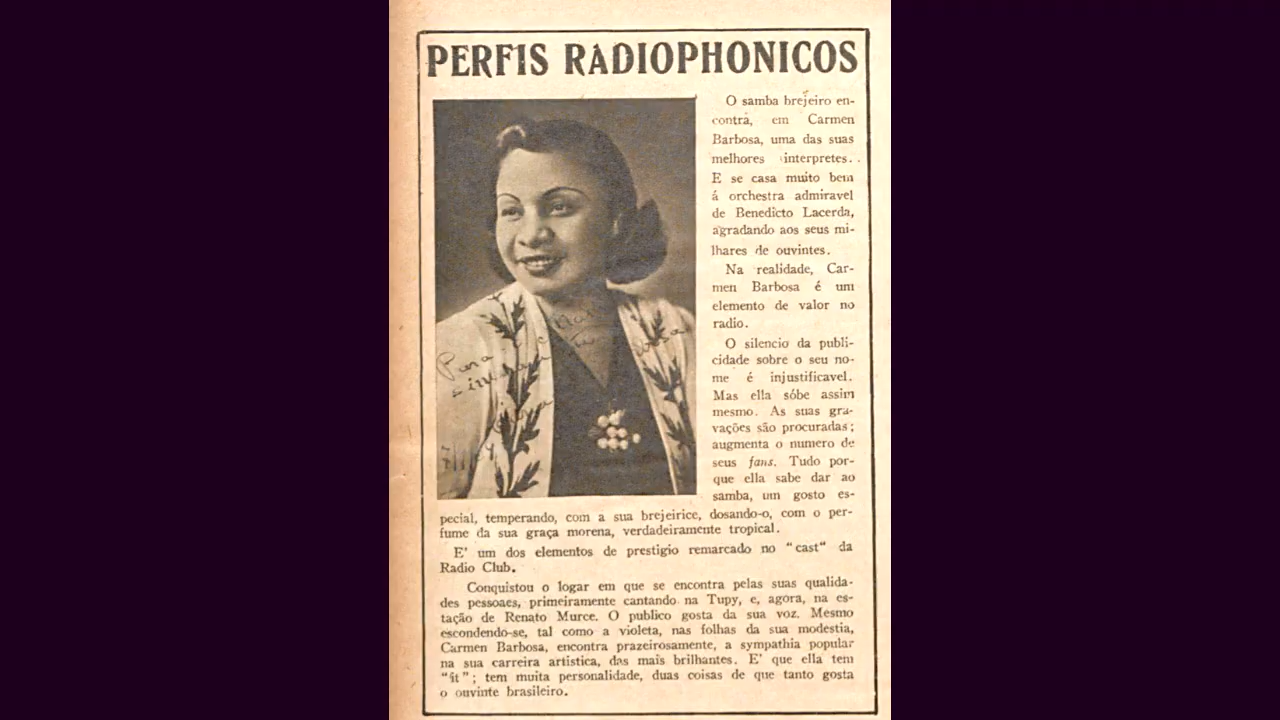 PERFIS RADIOPHONICOS
O samba brejeiro en-
contra, em Carmen
Barbosa, uma das suas
melhores interpretes.
E se casa muito bem
á orchestra admiravel
de Benedicto Lacerda,
agradando aos seus mi-
lhares de ouvintes.
Na realidade, Car-
men Barbosa é um
elemento de valor no
radio.
O silencio da publi-
cidade sobre o seu no-
me é injustificavel.
Mas ella sóbe assim
mesmo. As suas gra-
vações são procuradas;
augmenta o numero de
seus fans. Tudo por-
que ella sabe dar ao
samba, um gosto es-
pecial, temperando, com a sua brejeirice, dosando-o, com o per-
fume da sua graça morena, verdadeiramente tropical.
E' um dos elementos de prestigio remarcado no "cast" da
Radio Club.
Conquistou o logar em que se encontra pelas suas qualida-
des pessoaes, primeiramente cantando na Tupy, e, agora, na es-
tação de Renato Murce. O publico gosta da sua voz. Mesmo
escondendo-se, tal como a violeta, nas folhas da sua modestia,
Carmen Barbosa, encontra prazeirosamente, a sympathia popular
na sua carreira artistica, das mais brilhantes. E' que ella tem
"it"; tem muita personalidade, duas coisas de que tanto gosta
o ouvinte brasileiro.
Para